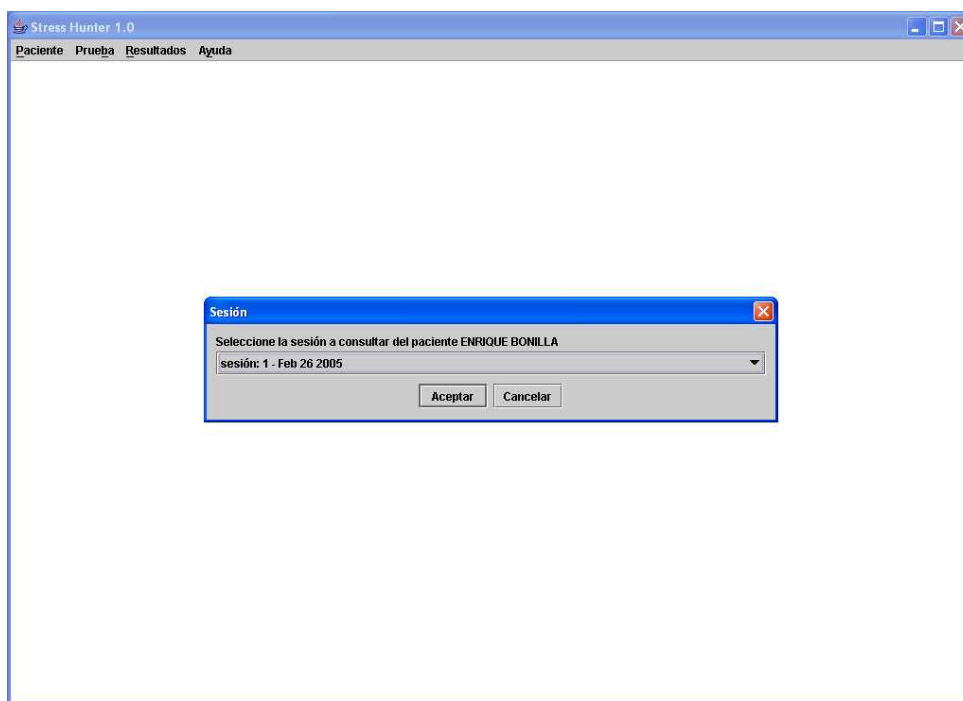 Stress Hunter 1.0
Paciente Prueba Resultados Ayuda
Sesión
Seleccione la sesión a consultar del paciente ENRIQUE BONILLA
sesión: 1 - Feb 26 2005
Aceptar Cancelar